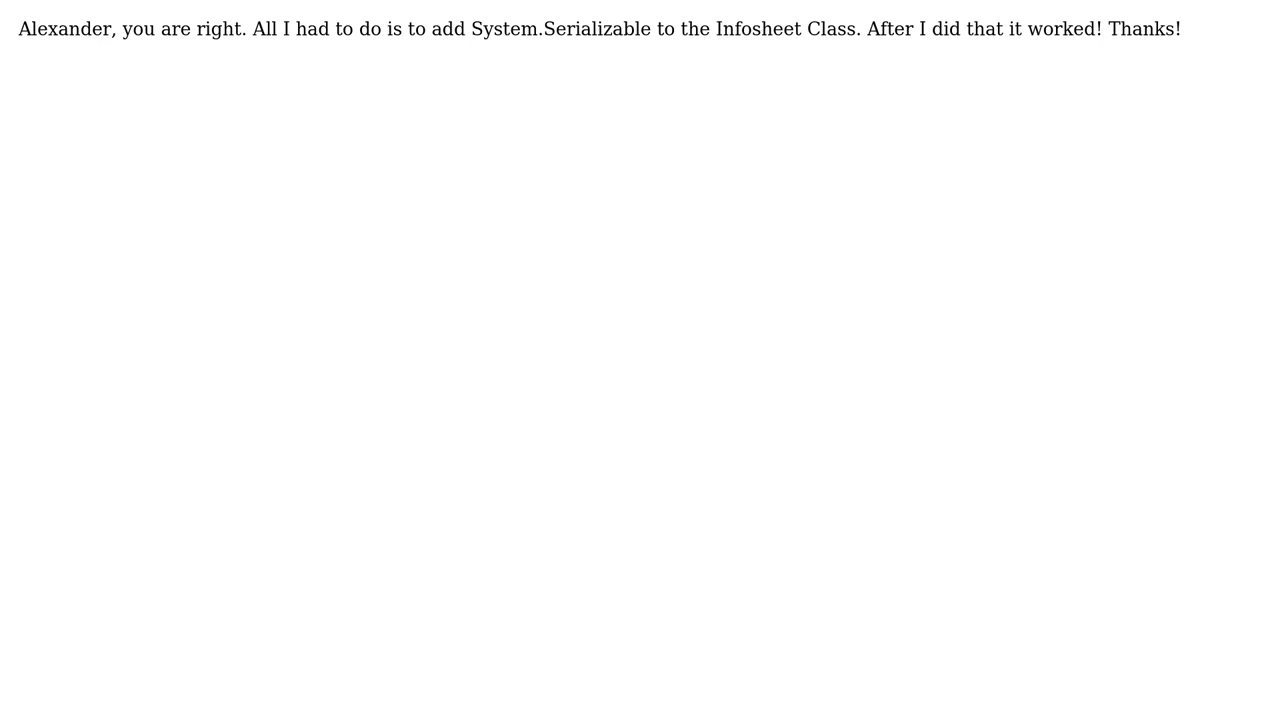 Alexander, you are right. All I had to do is to add System.Serializable to the Infosheet Class. After I did that it worked! Thanks!